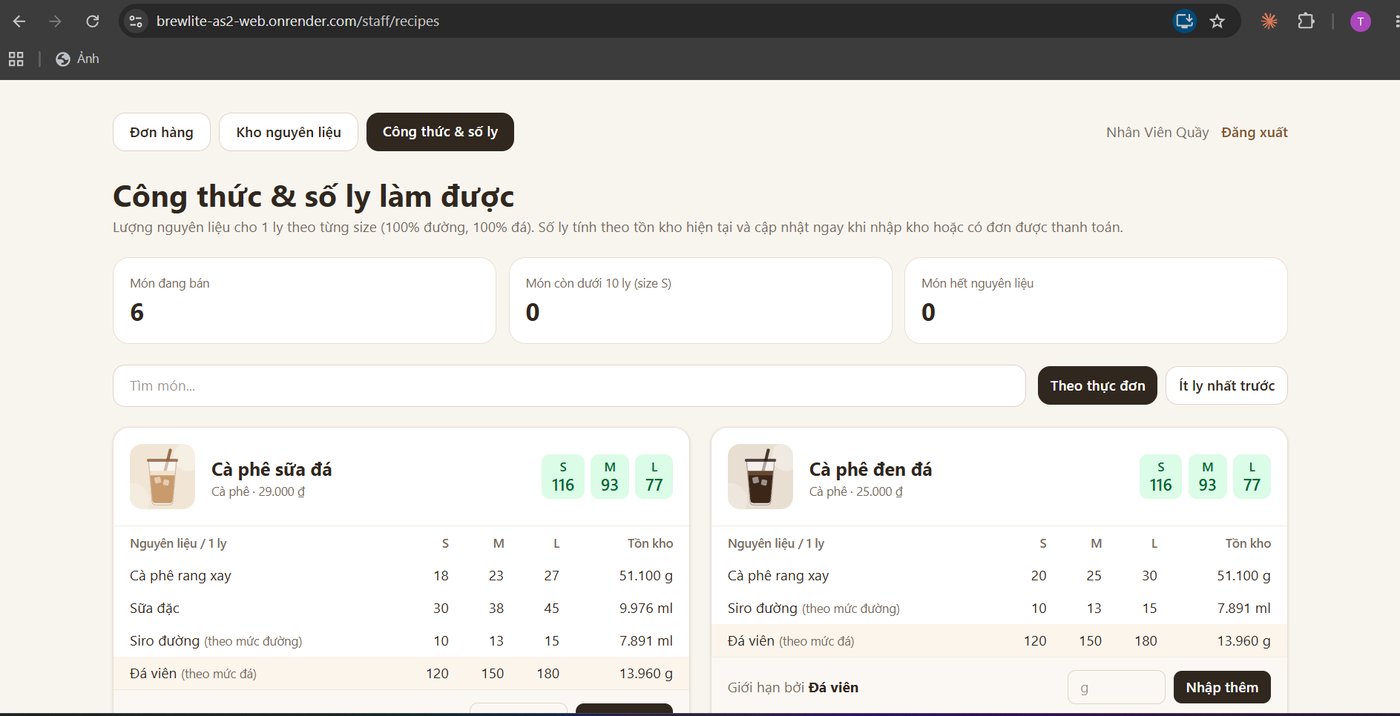 brewlite-as2-web.onrender.com/staff/recipes
T
Ảnh
Đơn hàng
Kho nguyên liệu
Công thức & số ly
Nhân Viên Quầy
Đăng xuất
Công thức & số ly làm được
Lượng nguyên liệu cho 1 ly theo từng size (100% đường, 100% đá). Số ly tính theo tồn kho hiện tại và cập nhật ngay khi nhập kho hoặc có đơn được thanh toán.
Món đang bán
6
Món còn dưới 10 ly (size S)
0
Món hết nguyên liệu
0
Tìm món...
Theo thực đơn
Ít ly nhất trước
Cà phê sữa đá
Cà phê · 29.000 ₫
S M L
116 93 77
Nguyên liệu / 1 ly S M L Tồn kho
Cà phê rang xay 18 23 27 51.100 g
Sữa đặc 30 38 45 9.976 ml
Siro đường (theo mức đường) 10 13 15 7.891 ml
Đá viên (theo mức đá) 120 150 180 13.960 g
Cà phê đen đá
Cà phê · 25.000 ₫
S M L
116 93 77
Nguyên liệu / 1 ly S M L Tồn kho
Cà phê rang xay 20 25 30 51.100 g
Siro đường (theo mức đường) 10 13 15 7.891 ml
Đá viên (theo mức đá) 120 150 180 13.960 g
Giới hạn bởi Đá viên
g
Nhập thêm